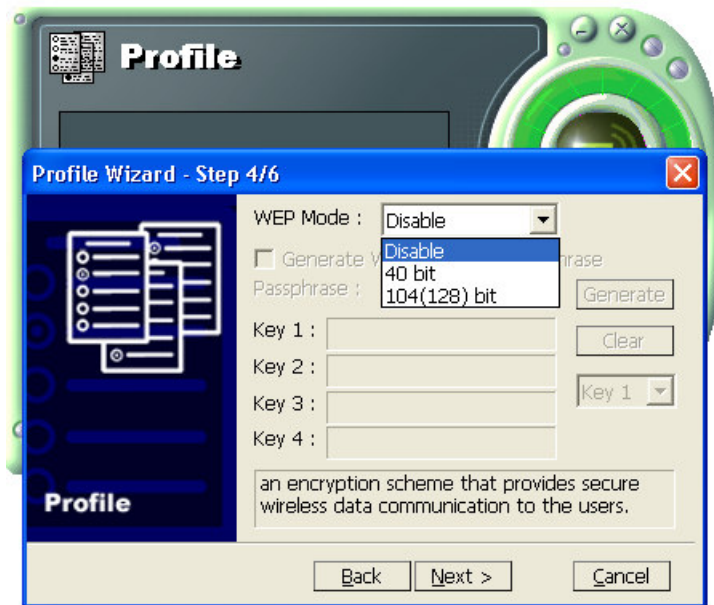 Profile
Profile Wizard - Step 4/6
WEP Mode : Disable
Disable
40 bit
104(128) bit
Generate rase
Passphrase : Generate
Key 1 : Clear
Key 2 :
Key 3 : Key 1
Key 4 :
an encryption scheme that provides secure
wireless data communication to the users.
Profile
Back Next > Cancel